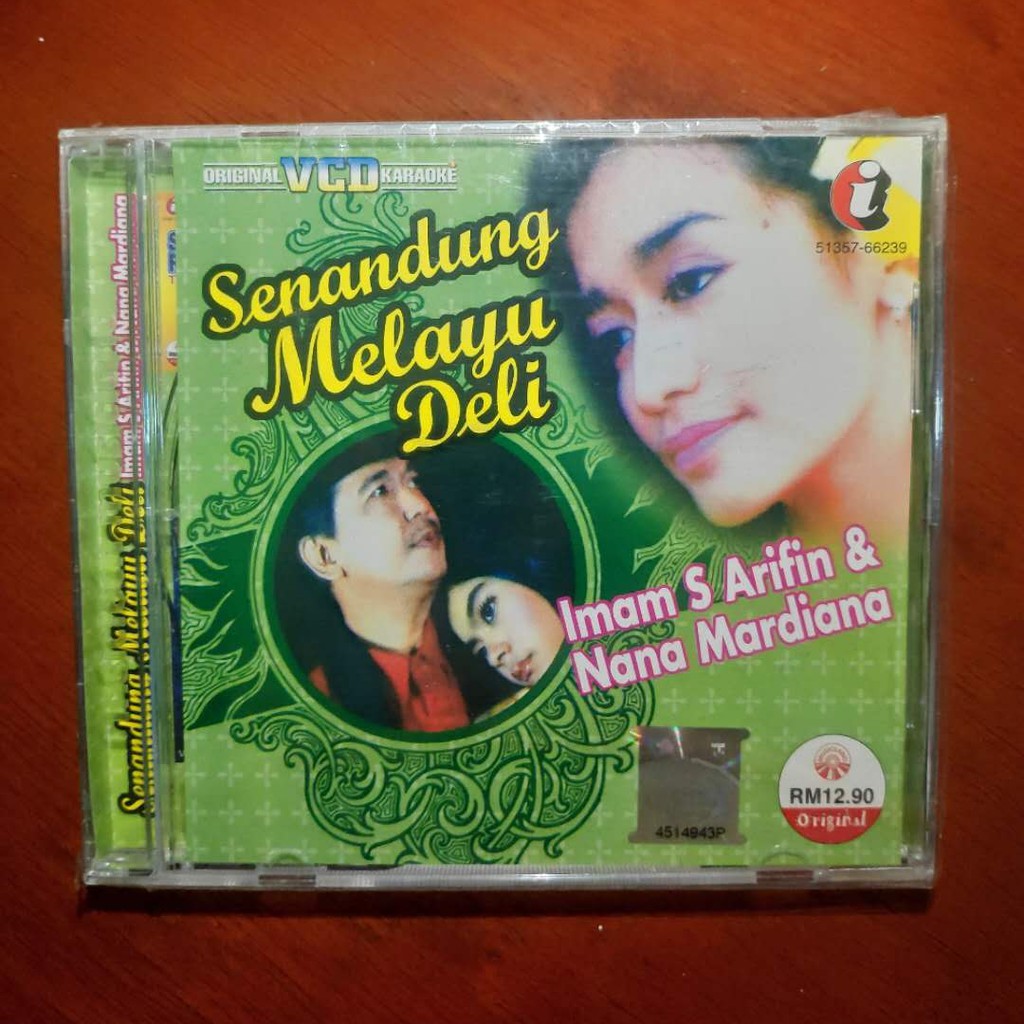 ORIGINAL VCD KARAOKE
i
51357-66239
Senandung
Melayu
Deli
Imam S Arifin &
Nana Mardiana
RM12.90
Original
4514943P
Senandung Melayu Deli Imam S Arifin & Nana Mardiana